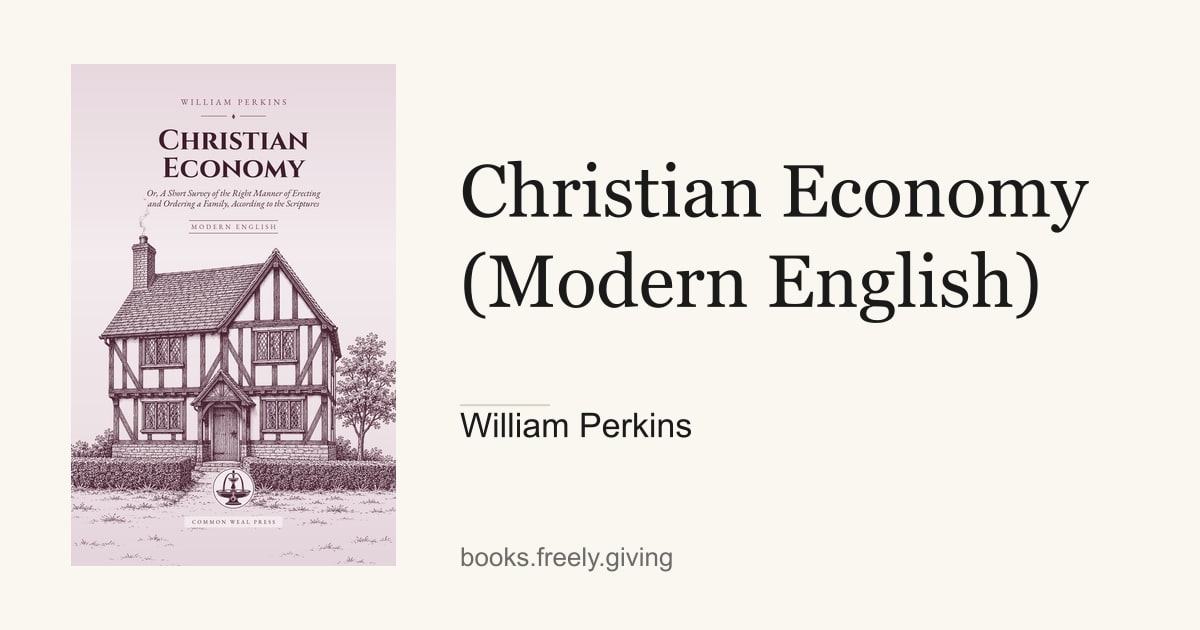 WILLIAM PERKINS
CHRISTIAN
ECONOMY
Or, A Short Survey of the Right Manner of Erecting
and Ordering a Family, According to the Scriptures
MODERN ENGLISH
COMMON WEAL PRESS
Christian Economy
(Modern English)
William Perkins
books.freely.giving